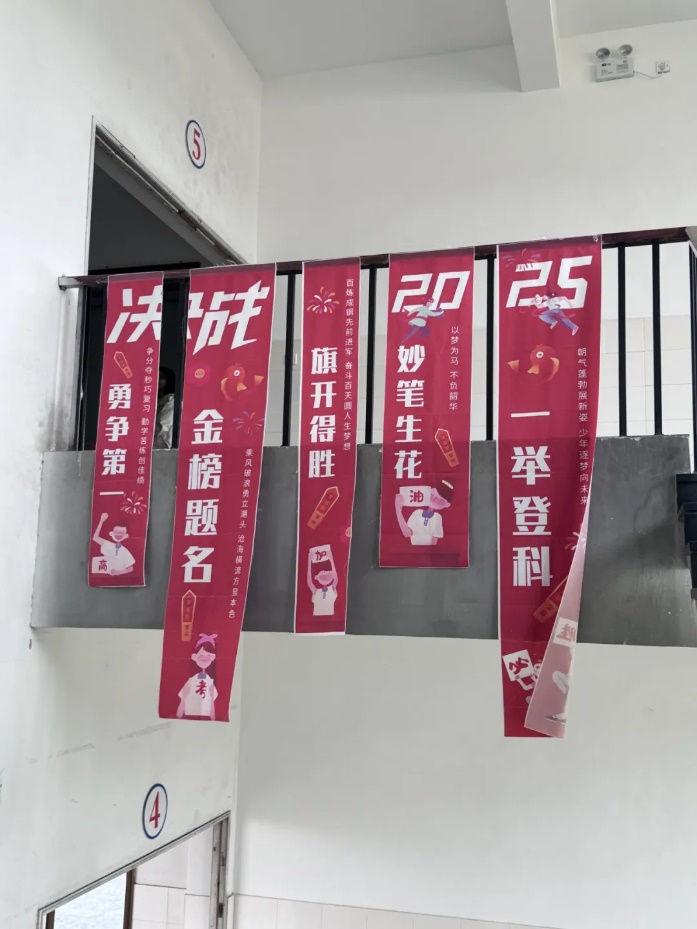 5
决战
勇争第一
争分夺秒巧复习 勤学苦练创佳绩
高
金榜题名
乘风破浪勇立潮头 沧海横流方显本色
考
旗开得胜
百炼成钢先前进军 奋斗百天圆人生梦想
加
20
妙笔生花
以梦为马 不负韶华
油
25
一举登科
朝气蓬勃展新姿 少年逐梦向未来
必
4